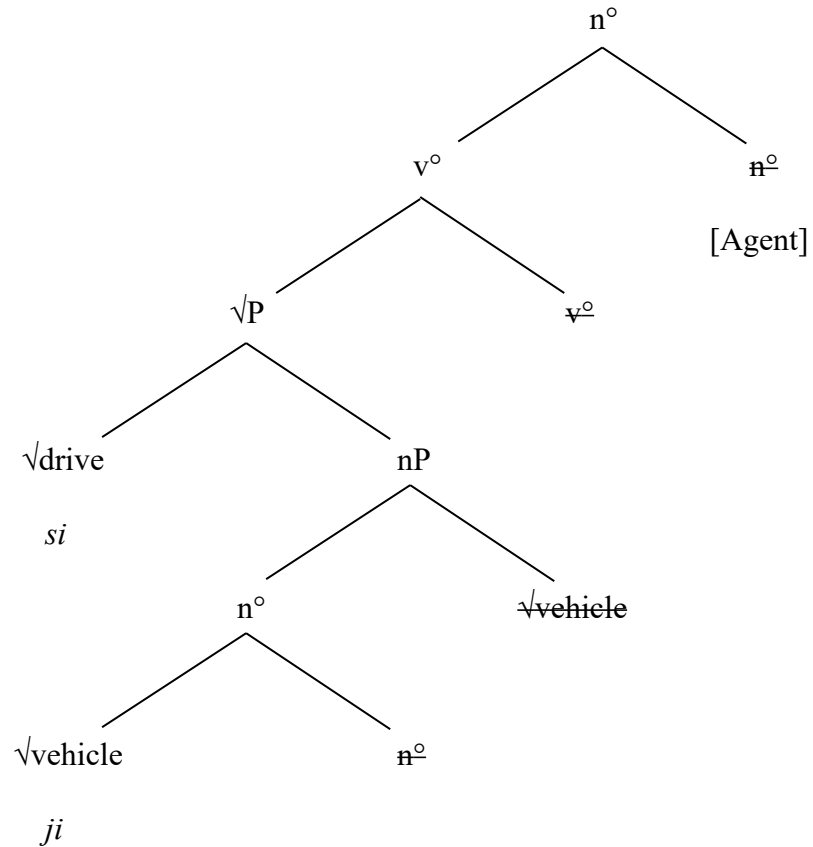 n°
v° n°
[Agent]
√P v°
√drive nP
si
n° √vehicle
√vehicle n°
ji